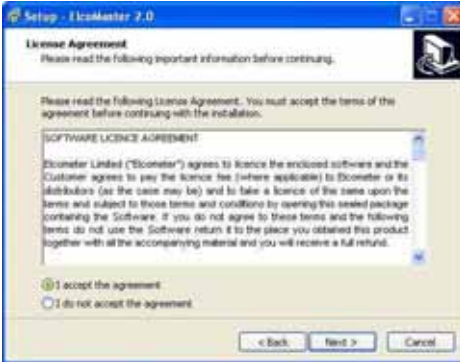 Setup - ElcoMaster 2.0
License Agreement
Please read the following important information before continuing.
Please read the following License Agreement. You must accept the terms of this
agreement before continuing with the installation.
SOFTWARE LICENCE AGREEMENT
Elcometer Limited ("Elcometer") agrees to licence the enclosed software and the
Customer agrees to pay the licence fee (where applicable) to Elcometer or its
distributors (as the case may be) and to take a licence of the same upon the
terms and subject to those terms and conditions by opening this sealed package
containing the Software. If you do not agree to these terms and the following
terms do not use the Software return it to the place you obtained this product
together with all the accompanying material and you will receive a full refund.
I accept the agreement
I do not accept the agreement
< Back
Next >
Cancel